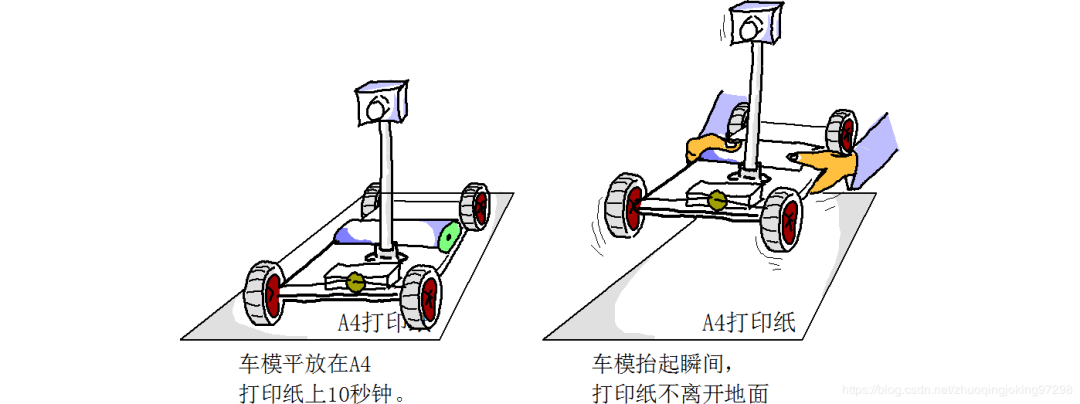 A4打印
A4打印纸
车模平放在A4
打印纸上10秒钟。
车模抬起瞬间，
打印纸不离开地面
https://blog.csdn.net/zhuoqingjoking97298